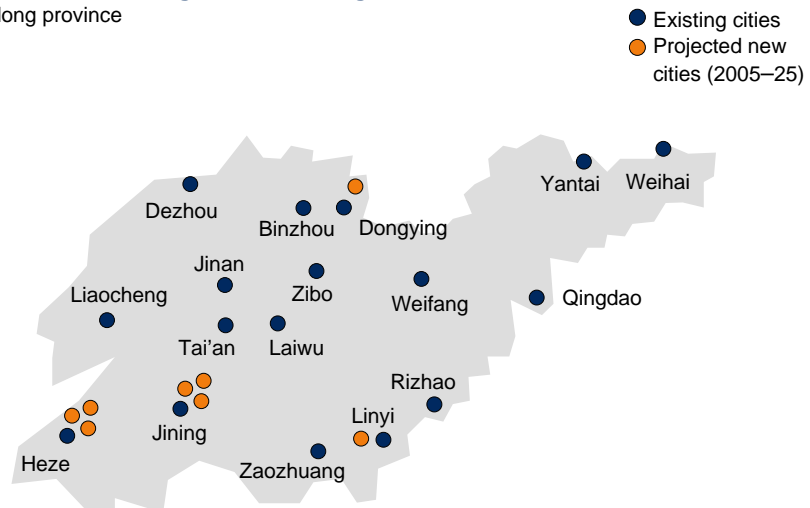 long province
Existing cities
Projected new
cities (2005–25)
Yantai
Weihai
Dezhou
Binzhou
Dongying
Jinan
Liaocheng
Zibo
Weifang
Qingdao
Tai'an
Laiwu
Rizhao
Linyi
Jining
Heze
Zaozhuang